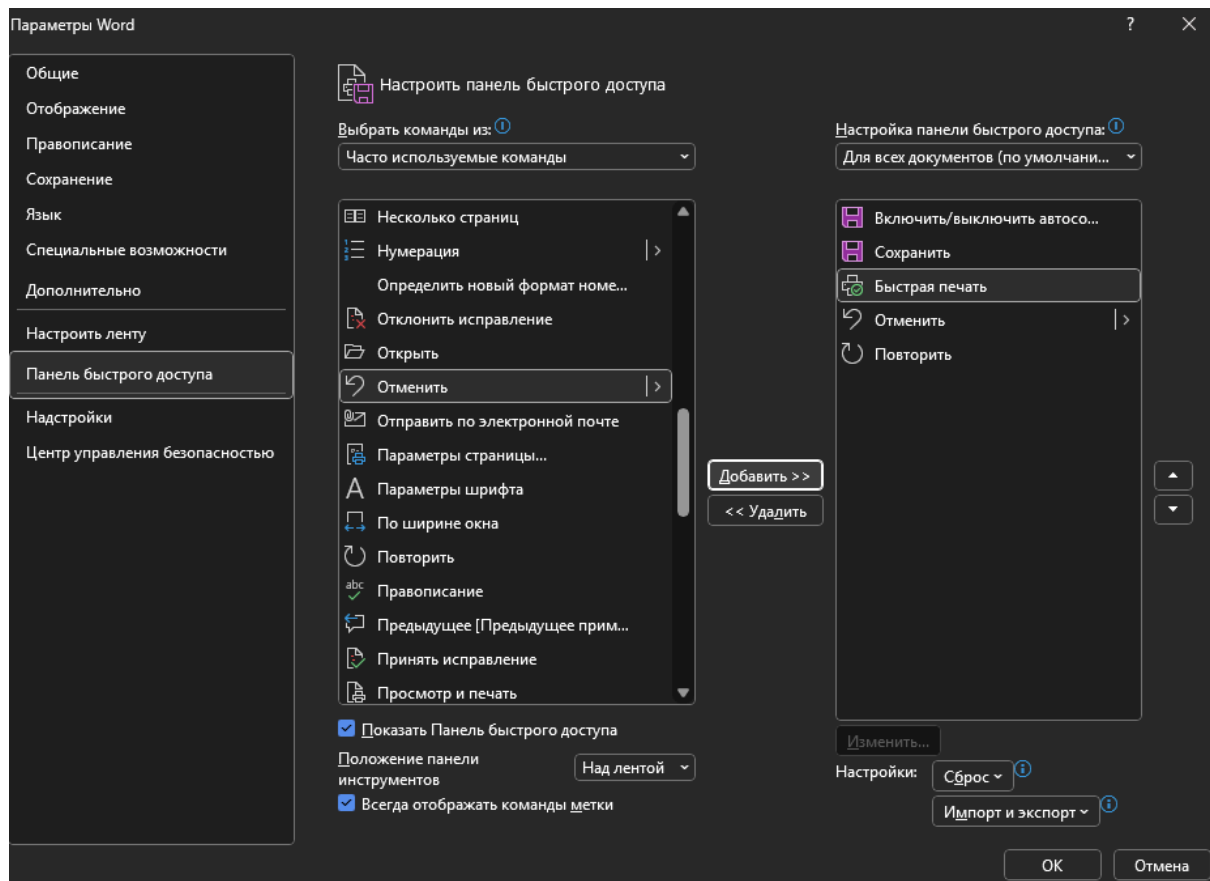 Параметры Word
?
Общие
Отображение
Правописание
Сохранение
Язык
Специальные возможности
Дополнительно
Настроить ленту
Панель быстрого доступа
Надстройки
Центр управления безопасностью
Настроить панель быстрого доступа
Выбрать команды из:
Часто используемые команды
Несколько страниц
Нумерация
Определить новый формат номе...
Отклонить исправление
Открыть
Отменить
Отправить по электронной почте
Параметры страницы...
Параметры шрифта
По ширине окна
Повторить
abc Правописание
Предыдущее [Предыдущее прим...
Принять исправление
Просмотр и печать
Показать Панель быстрого доступа
Положение панели
инструментов
Над лентой
Всегда отображать команды метки
Добавить >>
<< Удалить
Настройка панели быстрого доступа:
Для всех документов (по умолчани...
Включить/выключить автосо...
Сохранить
Быстрая печать
Отменить
Повторить
Изменить...
Настройки:
Сброс
Импорт и экспорт
ОК
Отмена